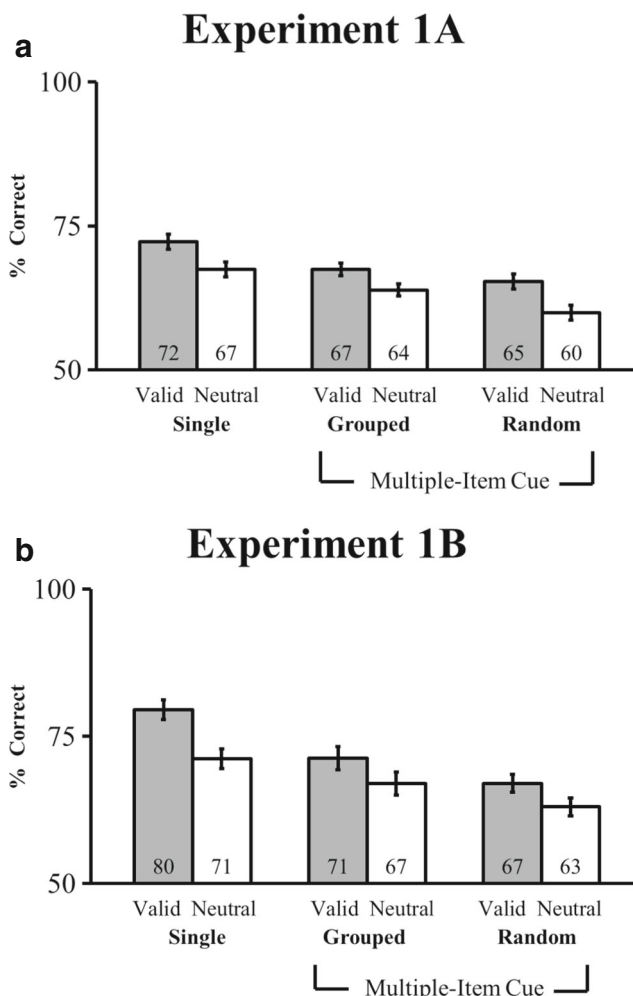 Experiment 1A
a
100
75
50
% Correct
72 67 67 64 65 60
Valid Neutral Valid Neutral Valid Neutral
Single Grouped Random
Multiple-Item Cue
Experiment 1B
b
100
75
50
% Correct
80 71 71 67 67 63
Valid Neutral Valid Neutral Valid Neutral
Single Grouped Random
Multiple-Item Cue